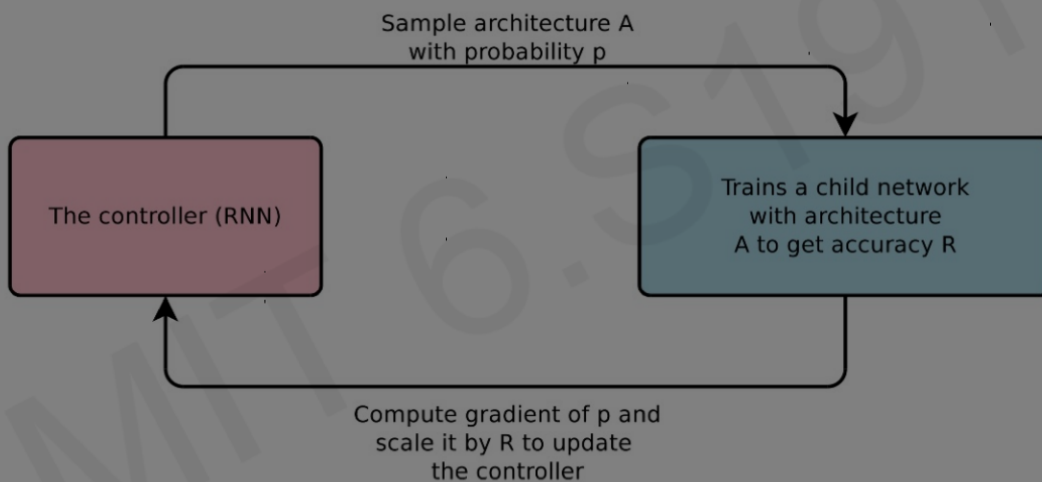 Sample architecture A
with probability p
The controller (RNN)
Trains a child network
with architecture
A to get accuracy R
Compute gradient of p and
scale it by R to update
the controller
MIT 6.S191